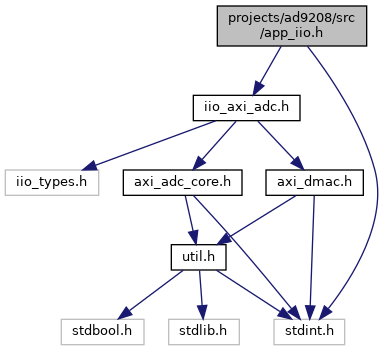 projects/ad9208/src
/app_iio.h
iio_axi_adc.h
iio_types.h
axi_adc_core.h
axi_dmac.h
util.h
stdbool.h
stdlib.h
stdint.h